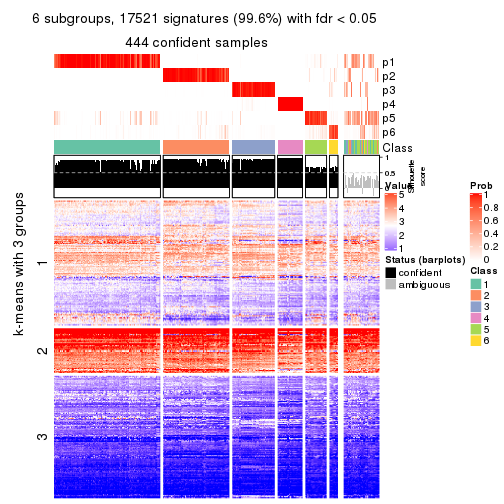 6 subgroups, 17521 signatures (99.6%) with fdr < 0.05
444 confident samples
p1
p2
p3
p4
p5
p6
Class
1
0.5
0
Silhouette
score
k-means with 3 groups
1
2
3
Value
5
4
3
2
1
Status (barplots)
confident
ambiguous
Prob
1
0.8
0.6
0.4
0.2
0
Class
1
2
3
4
5
6